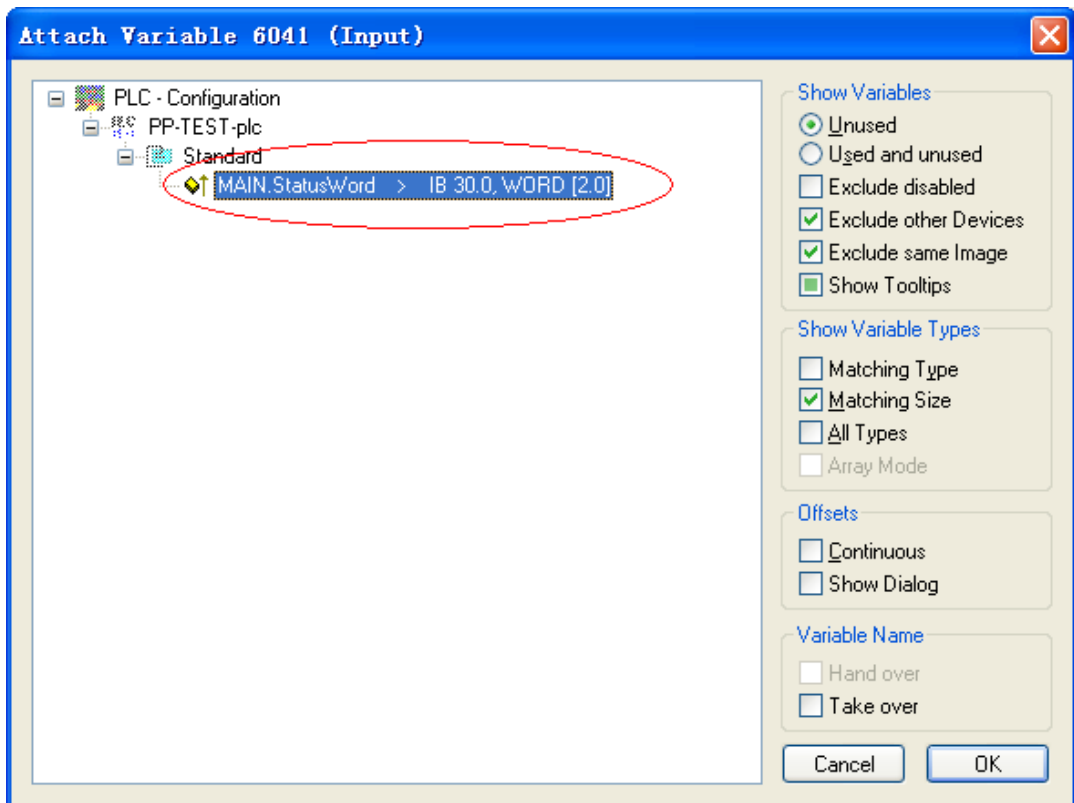 Attach Variable 6041 (Input)
PLC - Configuration
PP-TEST-plc
Standard
MAIN.StatusWord > IB 30.0, WORD [2.0]
Show Variables
Unused
Used and unused
Exclude disabled
Exclude other Devices
Exclude same Image
Show Tooltips
Show Variable Types
Matching Type
Matching Size
All Types
Array Mode
Offsets
Continuous
Show Dialog
Variable Name
Hand over
Take over
Cancel OK